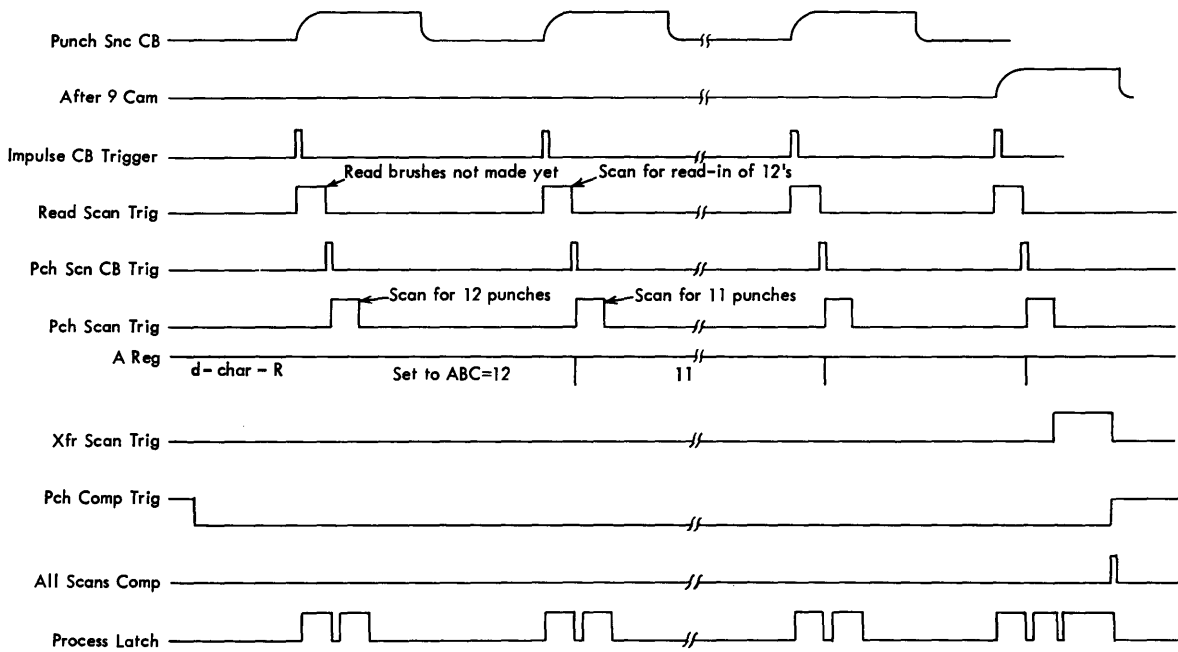 Punch Snc CB
After 9 Cam
Impulse CB Trigger
Read brushes not made yet
Scan for read-in of 12's
Read Scan Trig
Pch Scn CB Trig
Scan for 12 punches
Scan for 11 punches
Pch Scan Trig
A Reg
d-char-R
Set to ABC=12
11
Xfr Scan Trig
Pch Comp Trig
All Scans Comp
Process Latch